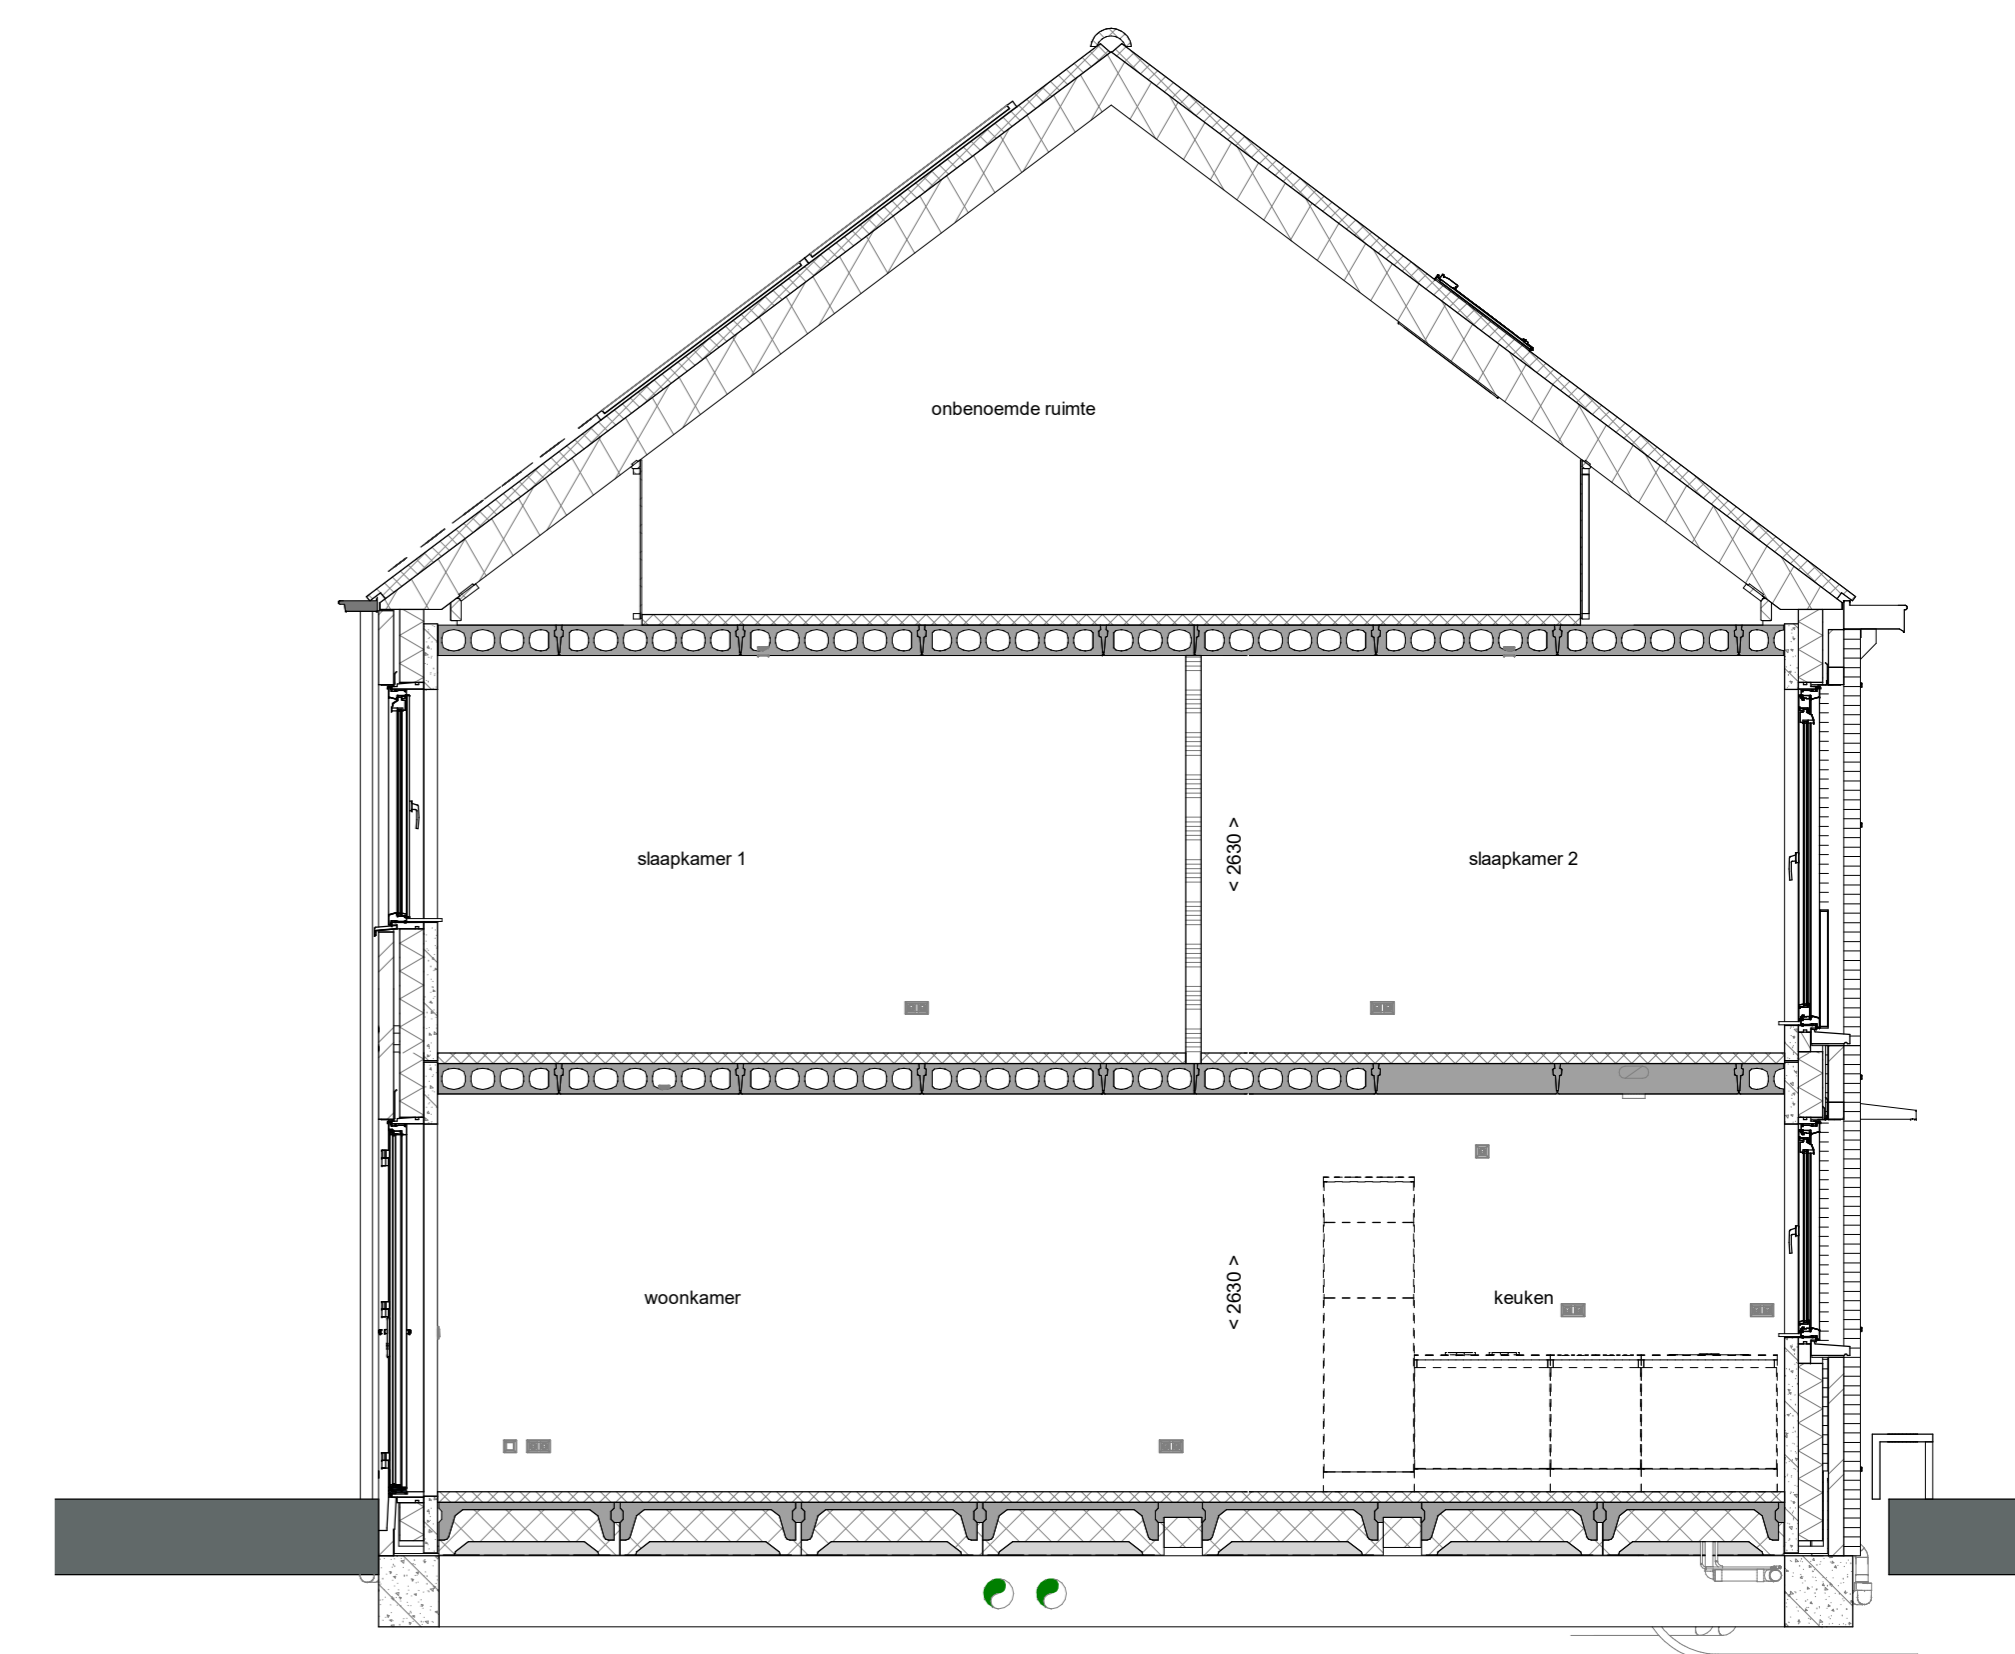 onbenoemde ruimte
slaapkamer 1
< 2630 >
slaapkamer 2
woonkamer
< 2630 >
keuken